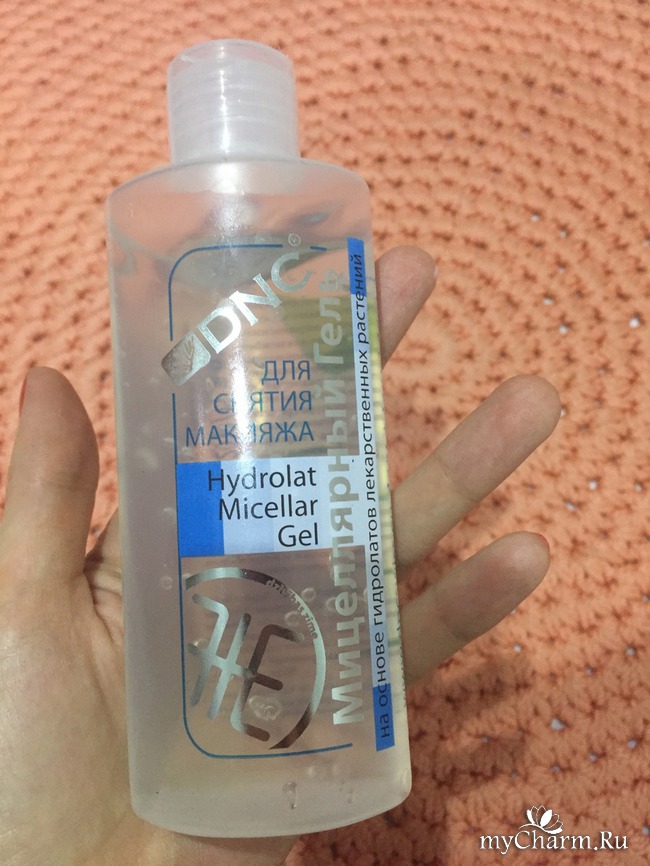 DNC®
ДЛЯ
СНЯТИЯ
МАКИЯЖА
Hydrolat
Micellar
Gel
Мицеллярный Гель
на основе гидролатов лекарственных растений
myCharm.Ru